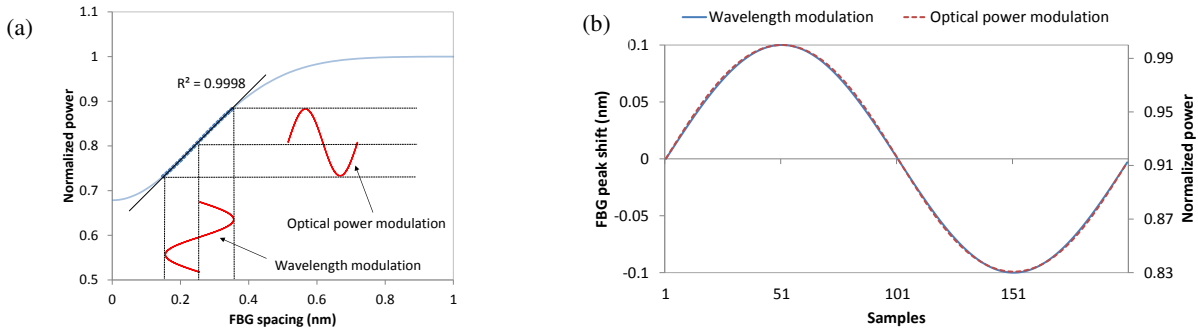 (a)
1.1
1
0.9
0.8
0.7
0.6
0.5
Normalized power
R² = 0.9998
Optical power modulation
Wavelength modulation
0 0.2 0.4 0.6 0.8 1
FBG spacing (nm)
(b)
Wavelength modulation Optical power modulation
0.1
0.05
0
-0.05
-0.1
FBG peak shift (nm)
0.99
0.95
0.91
0.87
0.83
Normalized power
1 51 101 151
Samples